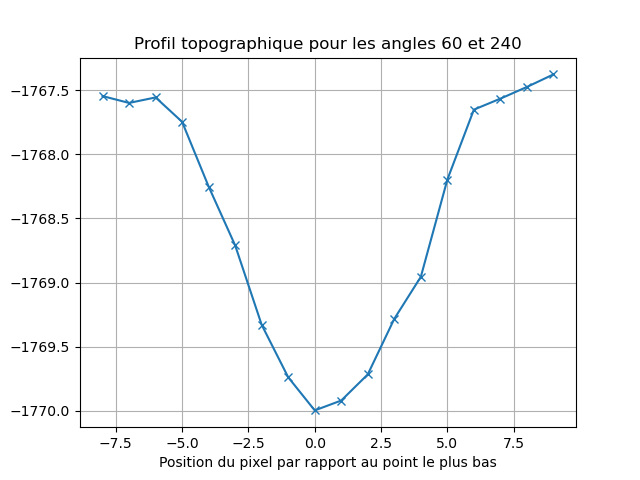 Profil topographique pour les angles 60 et 240
−1767.5
−1768.0
−1768.5
−1769.0
−1769.5
−1770.0
−7.5 −5.0 −2.5 0.0 2.5 5.0 7.5
Position du pixel par rapport au point le plus bas